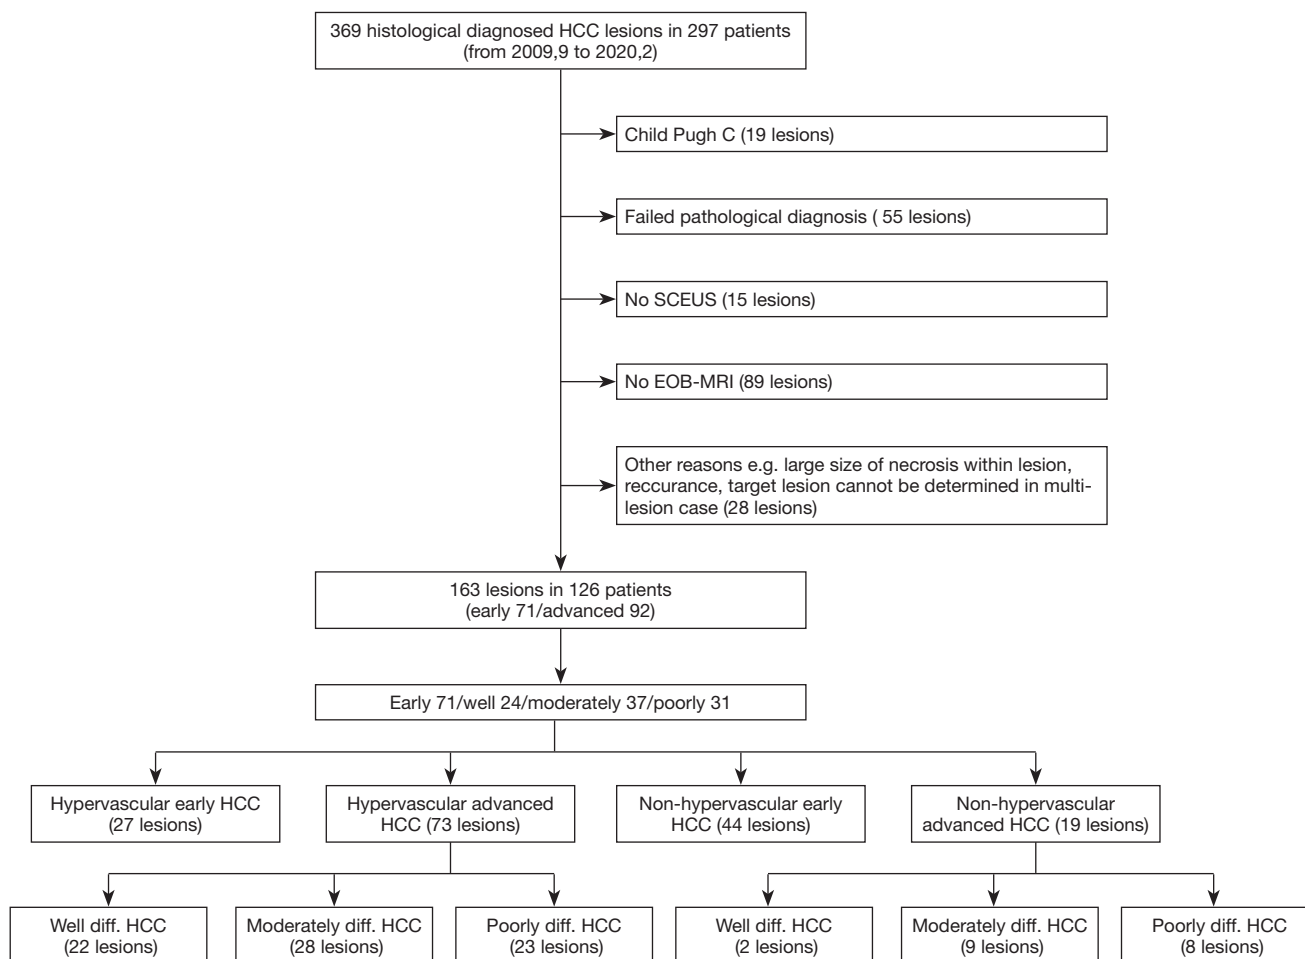 369 histological diagnosed HCC lesions in 297 patients
(from 2009,9 to 2020,2)
Child Pugh C (19 lesions)
Failed pathological diagnosis ( 55 lesions)
No SCEUS (15 lesions)
No EOB-MRI (89 lesions)
Other reasons e.g. large size of necrosis within lesion,
reccurance, target lesion cannot be determined in multi-
lesion case (28 lesions)
163 lesions in 126 patients
(early 71/advanced 92)
Early 71/well 24/moderately 37/poorly 31
Hypervascular early HCC
(27 lesions)
Hypervascular advanced
HCC (73 lesions)
Non-hypervascular early
HCC (44 lesions)
Non-hypervascular
advanced HCC (19 lesions)
Well diff. HCC
(22 lesions)
Moderately diff. HCC
(28 lesions)
Poorly diff. HCC
(23 lesions)
Well diff. HCC
(2 lesions)
Moderately diff. HCC
(9 lesions)
Poorly diff. HCC
(8 lesions)